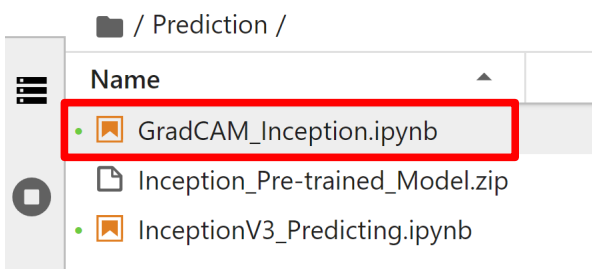 / Prediction /
Name
GradCAM_Inception.ipynb
Inception_Pre-trained_Model.zip
InceptionV3_Predicting.ipynb